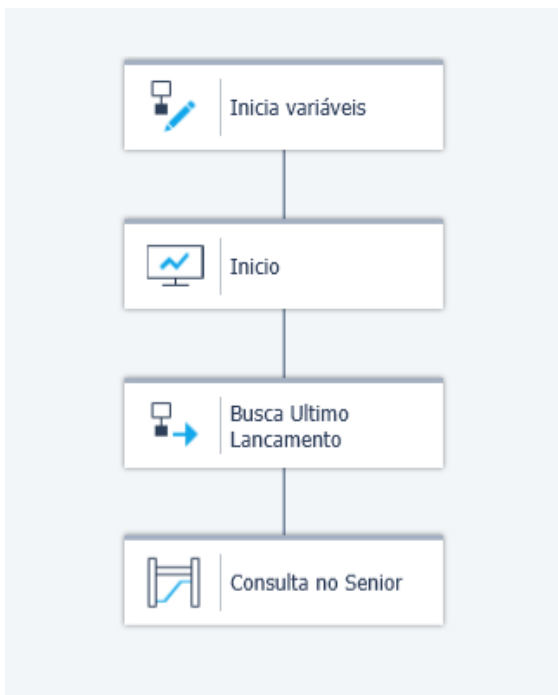 Inicia variáveis
Inicio
Busca Ultimo
Lancamento
Consulta no Senior